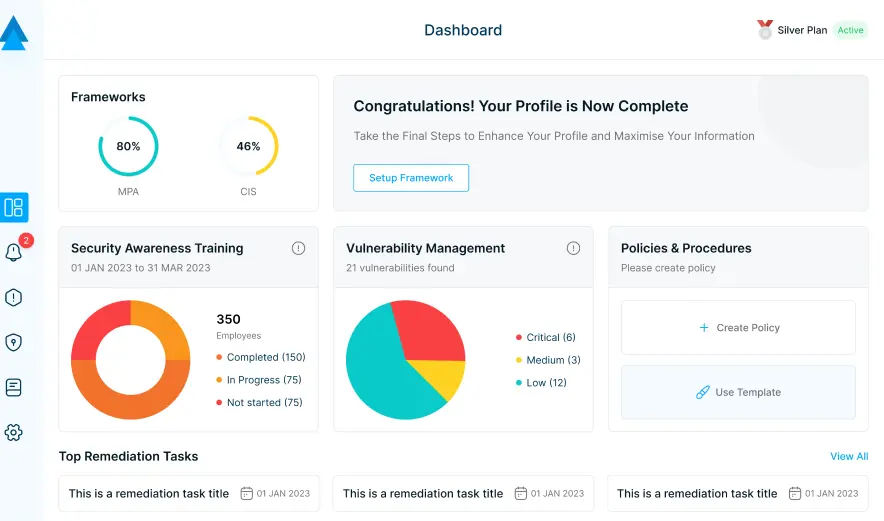 Dashboard
Silver Plan
Active
Frameworks
80%
MPA
46%
CIS
Congratulations! Your Profile is Now Complete
Take the Final Steps to Enhance Your Profile and Maximise Your Information
Setup Framework
2
Security Awareness Training
01 JAN 2023 to 31 MAR 2023
350
Employees
Completed (150)
In Progress (75)
Not started (75)
Vulnerability Management
21 vulnerabilities found
Critical (6)
Medium (3)
Low (12)
Policies & Procedures
Please create policy
+ Create Policy
Use Template
Top Remediation Tasks
View All
This is a remediation task title 01 JAN 2023
This is a remediation task title 01 JAN 2023
This is a remediation task title 01 JAN 2023